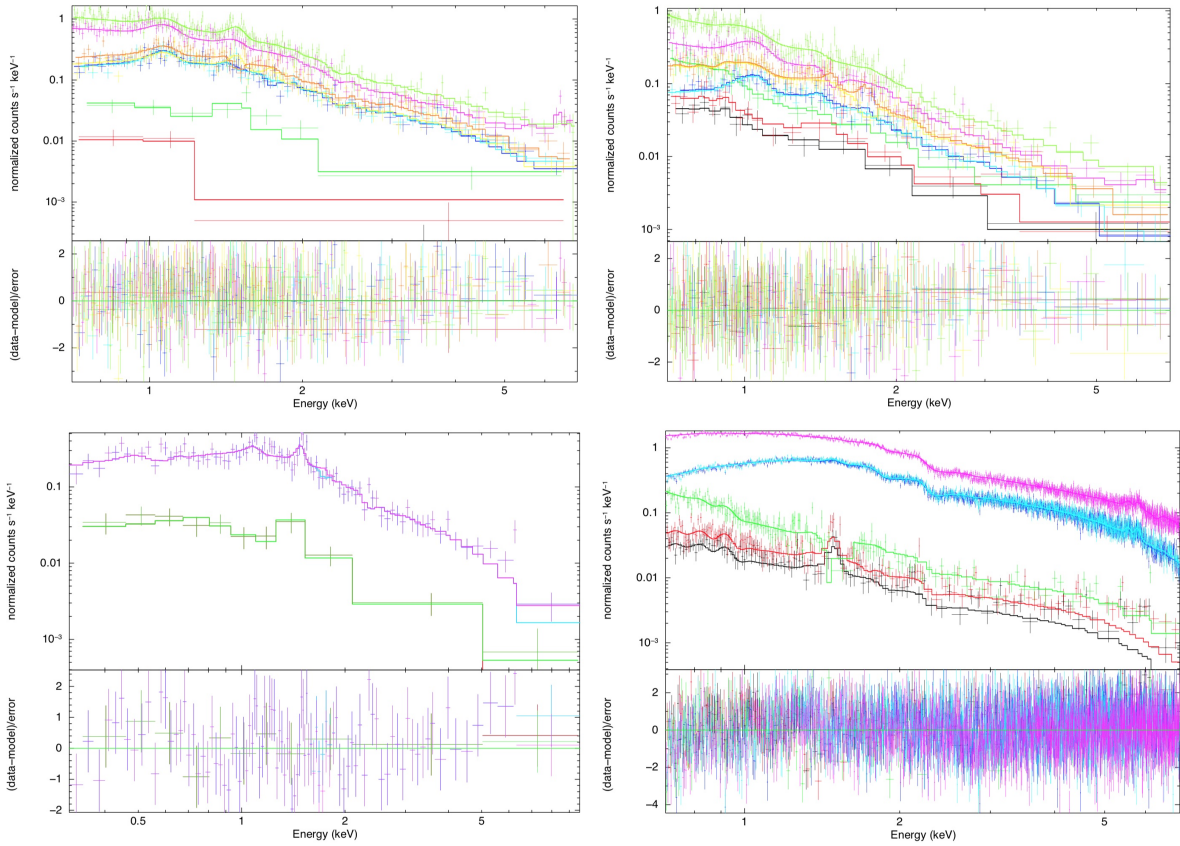 normalized counts s⁻¹ keV⁻¹
1
0.1
0.01
10⁻³
(data−model)/error
2
0
−2
1 2 5
Energy (keV)
normalized counts s⁻¹ keV⁻¹
1
0.1
0.01
10⁻³
(data−model)/error
2
0
−2
1 2 5
Energy (keV)
normalized counts s⁻¹ keV⁻¹
0.1
0.01
10⁻³
(data−model)/error
2
1
0
−1
−2
0.5 1 2 5
Energy (keV)
normalized counts s⁻¹ keV⁻¹
1
0.1
0.01
10⁻³
(data−model)/error
2
0
−2
−4
1 2 5
Energy (keV)